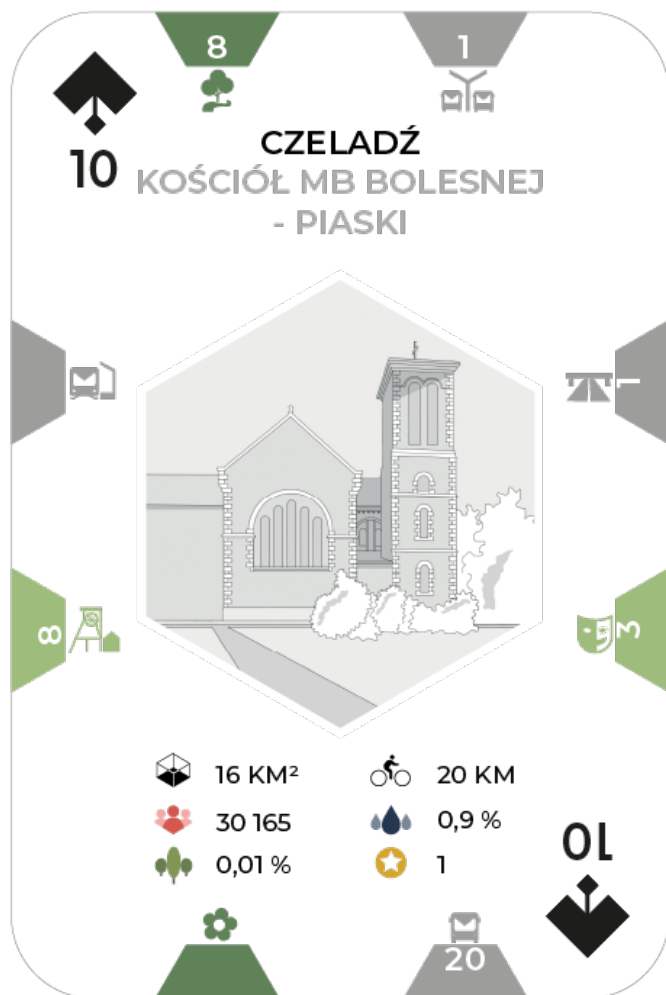 8
1
10
CZELADŹ
KOŚCIÓŁ MB BOLESNEJ
- PIASKI
1
8
3
16 KM²
20 KM
30 165
0,9 %
0,01 %
1
10
20